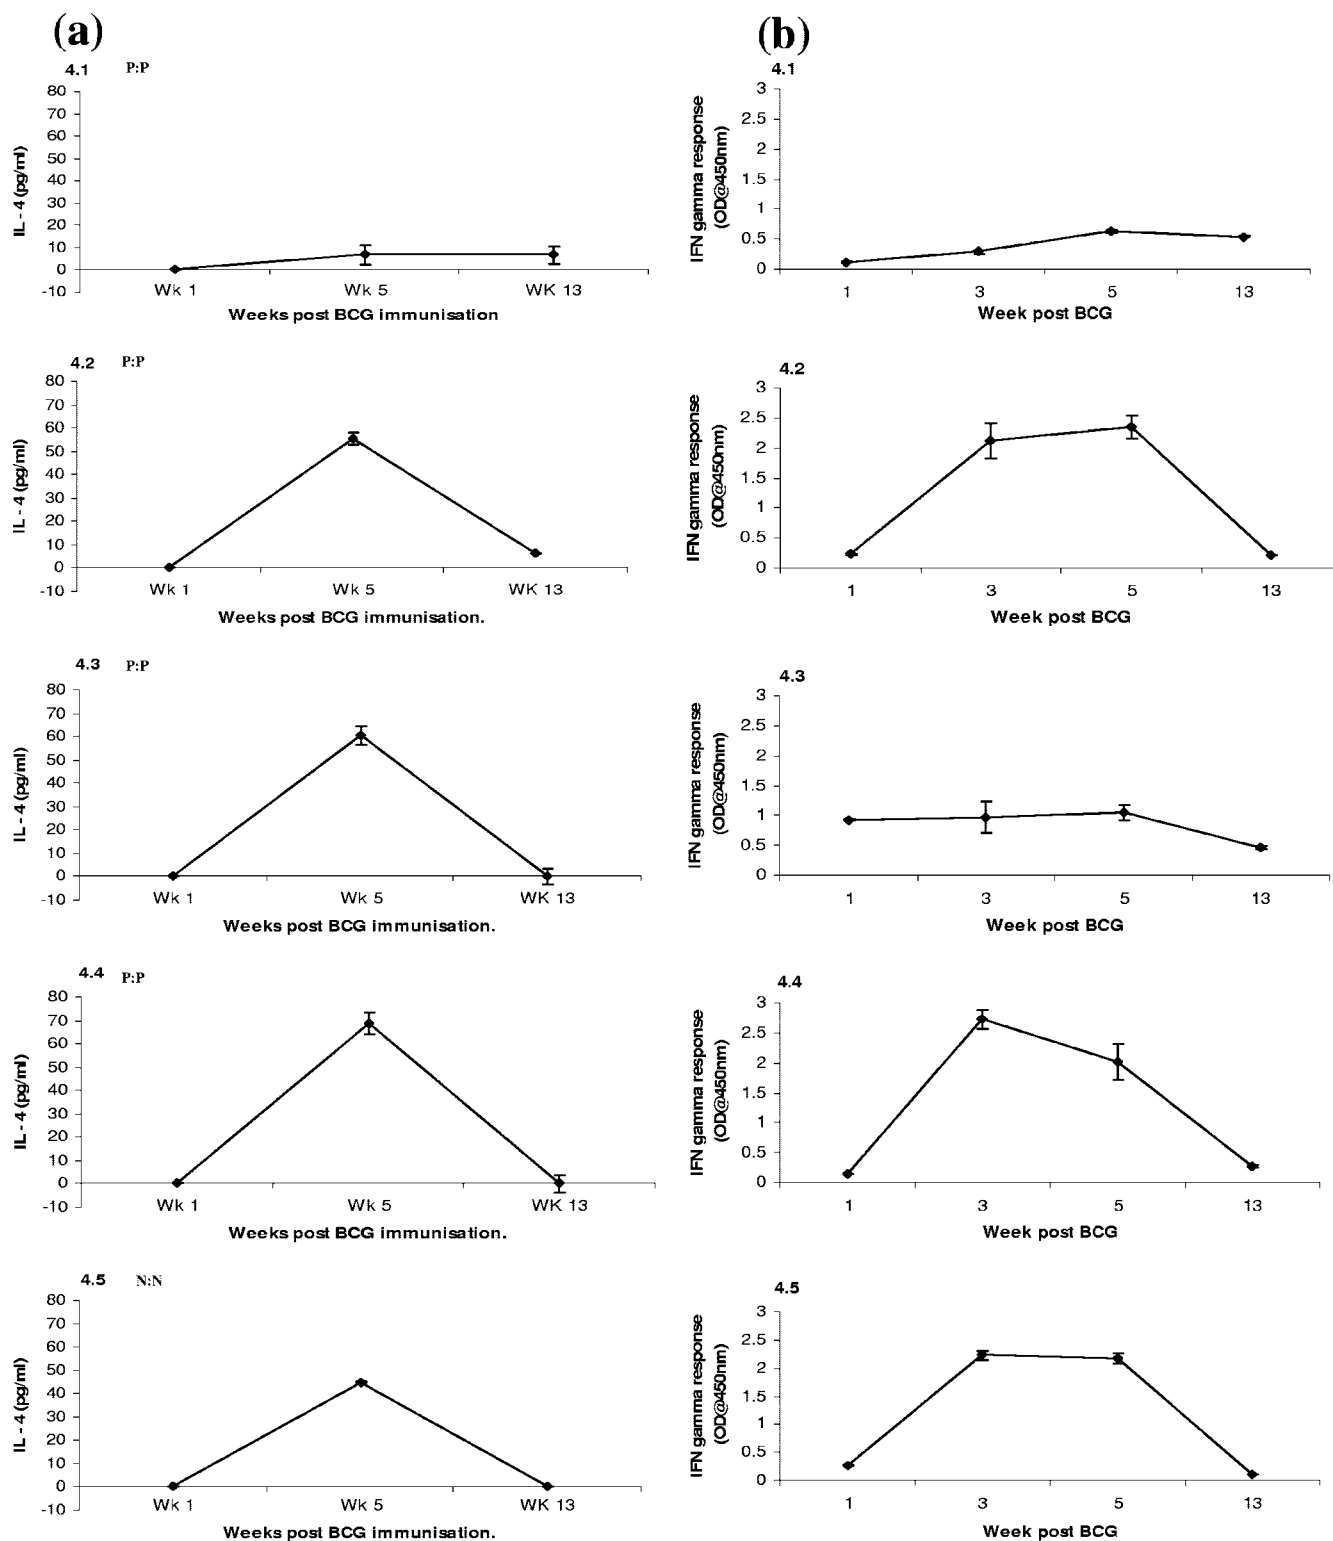 (a)
4.1 P:P
IL - 4 (pg/ml)
80
70
60
50
40
30
20
10
0
-10
Wk 1 Wk 5 WK 13
Weeks post BCG immunisation
4.2 P:P
IL - 4 (pg/ml)
80
70
60
50
40
30
20
10
0
-10
Wk 1 Wk 5 WK 13
Weeks post BCG immunisation.
4.3 P:P
IL - 4 (pg/ml)
80
70
60
50
40
30
20
10
0
-10
Wk 1 Wk 5 WK 13
Weeks post BCG immunisation.
4.4 P:P
IL - 4 (pg/ml)
80
70
60
50
40
30
20
10
0
-10
Wk 1 Wk 5 WK 13
Weeks post BCG immunisation.
4.5 N:N
IL - 4 (pg/ml)
80
70
60
50
40
30
20
10
0
-10
Wk 1 Wk 5 WK 13
Weeks post BCG immunisation.
(b)
4.1
IFN gamma response
(OD@450nm)
3
2.5
2
1.5
1
0.5
0
1 3 5 13
Week post BCG
4.2
IFN gamma response
(OD@450nm)
3
2.5
2
1.5
1
0.5
0
1 3 5 13
Week post BCG
4.3
IFN gamma response
(OD@450nm)
3
2.5
2
1.5
1
0.5
0
1 3 5 13
Week post BCG
4.4
IFN gamma response
(OD@450nm)
3
2.5
2
1.5
1
0.5
0
1 3 5 13
Week post BCG
4.5
IFN gamma response
(OD@450nm)
3
2.5
2
1.5
1
0.5
0
1 3 5 13
Week post BCG